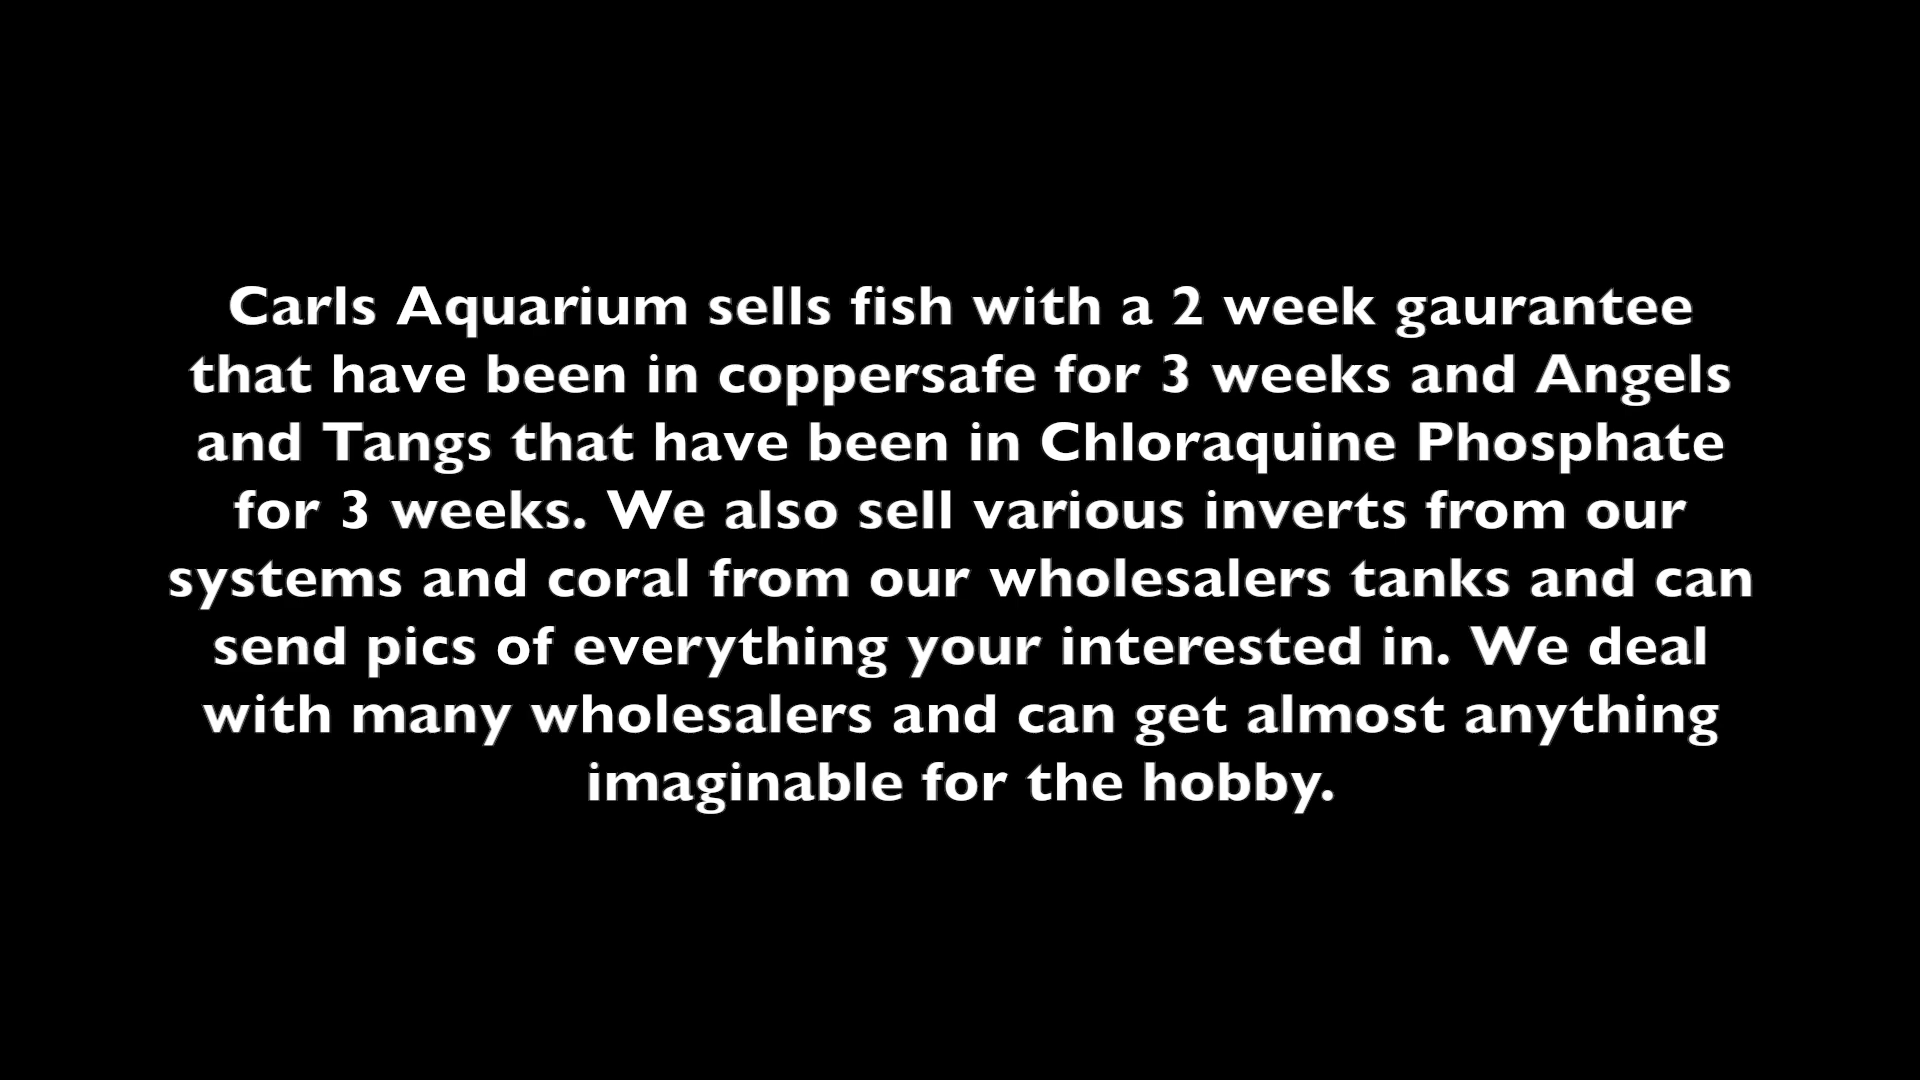 Carls Aquarium sells fish with a 2 week gaurantee
that have been in coppersafe for 3 weeks and Angels
and Tangs that have been in Chloraquine Phosphate
for 3 weeks. We also sell various inverts from our
systems and coral from our wholesalers tanks and can
send pics of everything your interested in. We deal
with many wholesalers and can get almost anything
imaginable for the hobby.